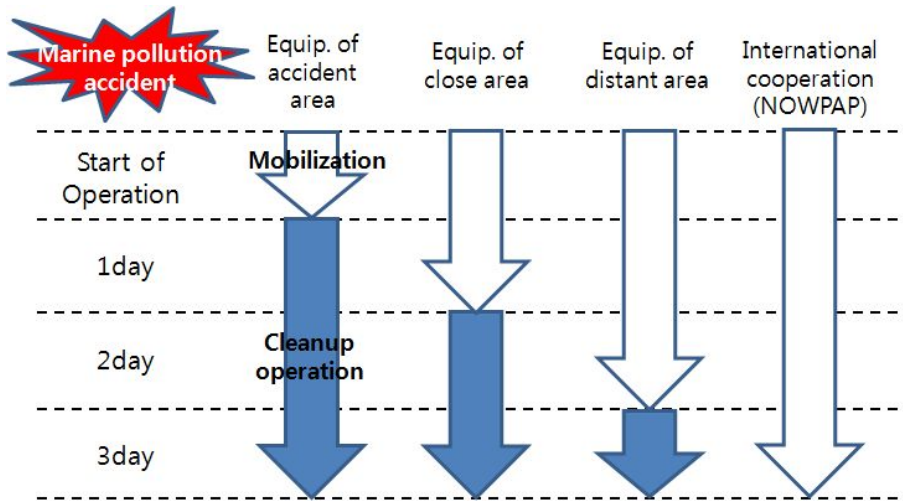 Marine pollution
accident
Equip. of
accident
area
Equip. of
close area
Equip. of
distant area
International
cooperation
(NOWPAP)
Start of
Operation
Mobilization
1day
2day
Cleanup
operation
3day